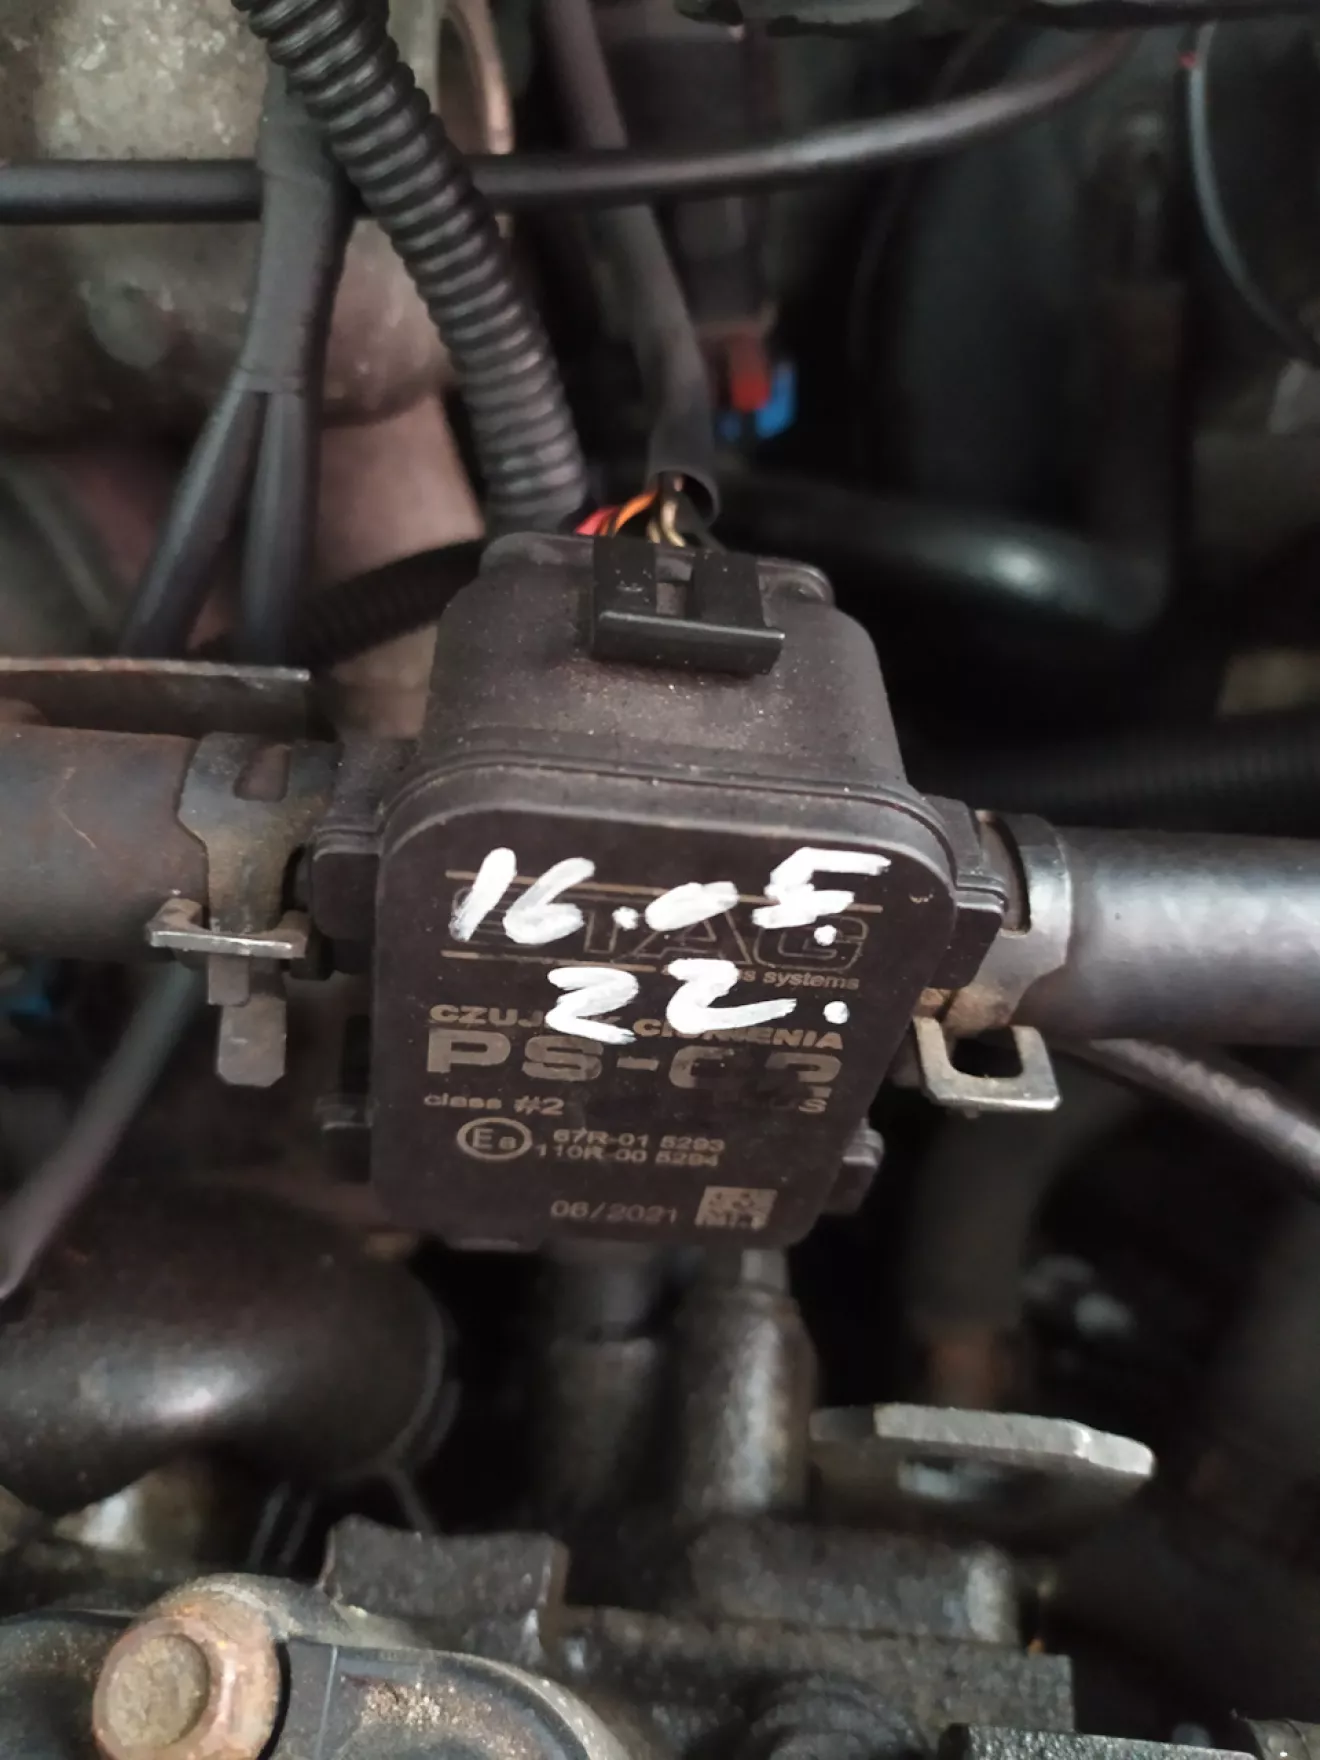 16.05.
STAG
gas systems
22.
CZUJNIK CIŚNIENIA
PS-02
class #2
E8 67R-01 5293
110R-00 5294
06/2021